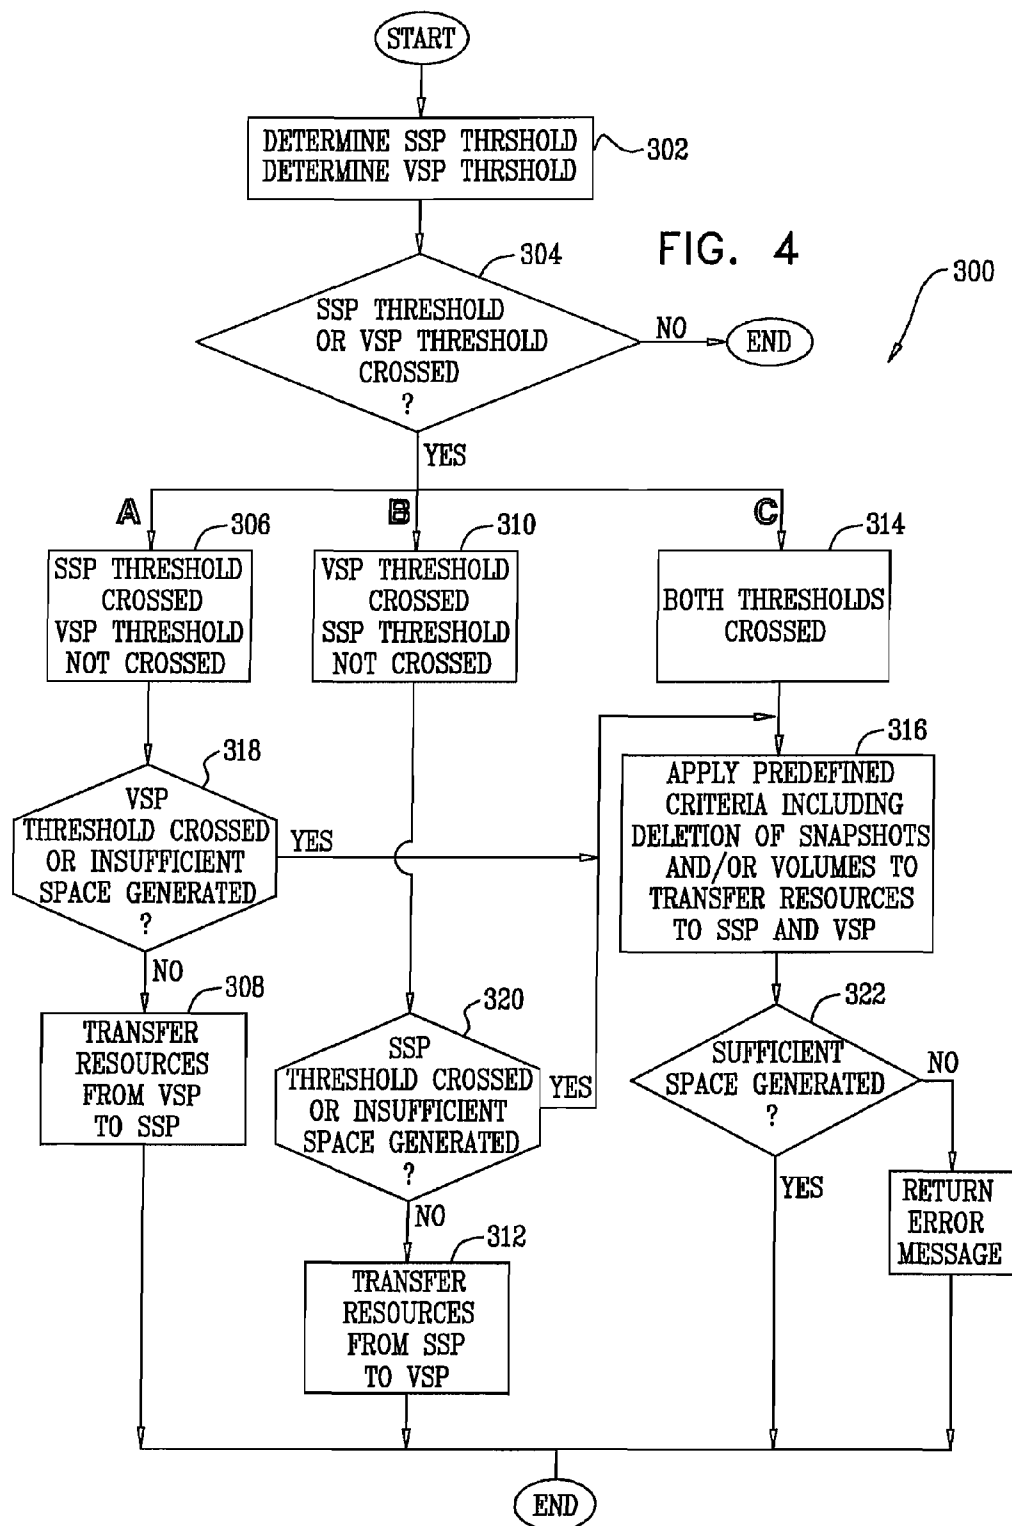 START
DETERMINE SSP THRSHOLD
DETERMINE VSP THRSHOLD
302
FIG. 4
300
304
SSP THRESHOLD
OR VSP THRESHOLD
CROSSED
?
NO
END
YES
A
B
C
306
SSP THRESHOLD
CROSSED
VSP THRESHOLD
NOT CROSSED
310
VSP THRESHOLD
CROSSED
SSP THRESHOLD
NOT CROSSED
314
BOTH THRESHOLDS
CROSSED
318
VSP
THRESHOLD CROSSED
OR INSUFFICIENT
SPACE GENERATED
?
YES
NO
316
APPLY PREDEFINED
CRITERIA INCLUDING
DELETION OF SNAPSHOTS
AND/OR VOLUMES TO
TRANSFER RESOURCES
TO SSP AND VSP
308
TRANSFER
RESOURCES
FROM VSP
TO SSP
320
SSP
THRESHOLD CROSSED
OR INSUFFICIENT
SPACE GENERATED
?
YES
NO
322
SUFFICIENT
SPACE GENERATED
?
NO
YES
RETURN
ERROR
MESSAGE
312
TRANSFER
RESOURCES
FROM SSP
TO VSP
END